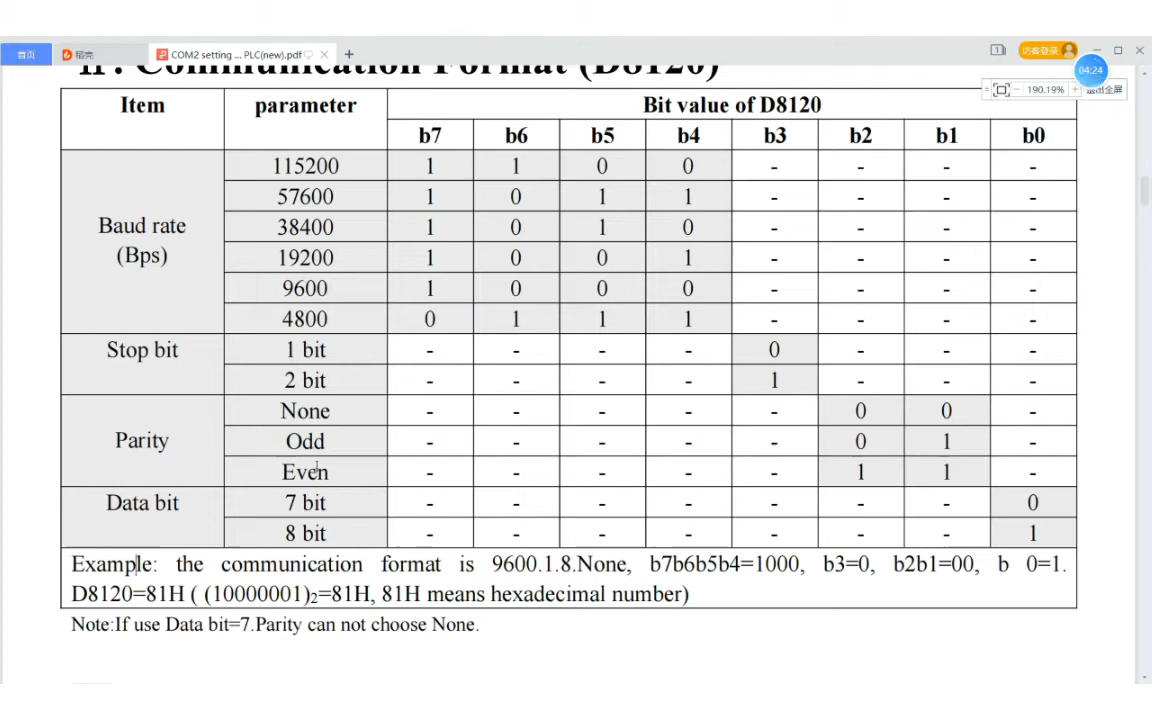 首页 稻壳 COM2 setting ... PLC(new).pdf 访客登录
04:24
190.19%
II. Communication Format (D8120)
Item parameter Bit value of D8120
b7 b6 b5 b4 b3 b2 b1 b0
Baud rate (Bps)
115200 1 1 0 0 - - - -
57600 1 0 1 1 - - - -
38400 1 0 1 0 - - - -
19200 1 0 0 1 - - - -
9600 1 0 0 0 - - - -
4800 0 1 1 1 - - - -
Stop bit 1 bit - - - - 0 - - -
2 bit - - - - 1 - - -
Parity
None - - - - - 0 0 -
Odd - - - - - 0 1 -
Even - - - - - 1 1 -
Data bit 7 bit - - - - - - - 0
8 bit - - - - - - - 1
Example: the communication format is 9600.1.8.None, b7b6b5b4=1000, b3=0, b2b1=00, b 0=1.
D8120=81H ( (10000001)2=81H, 81H means hexadecimal number)
Note:If use Data bit=7.Parity can not choose None.